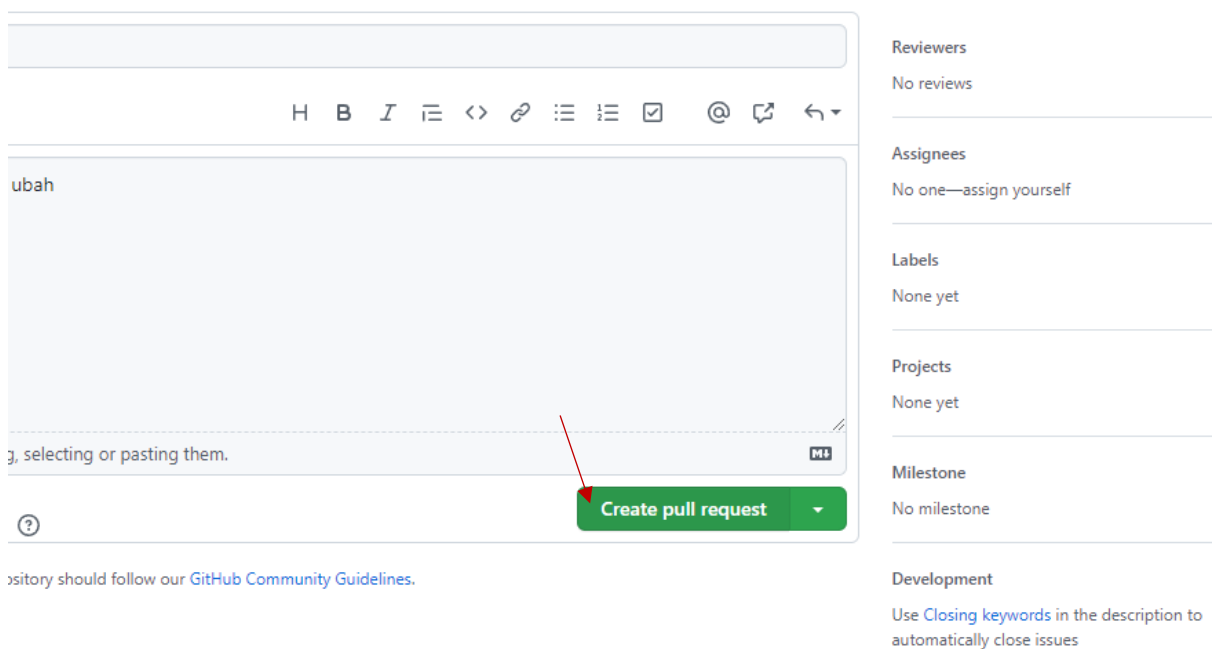 Reviewers
No reviews
H B I <> @
ubah
Assignees
No one—assign yourself
Labels
None yet
Projects
None yet
, selecting or pasting them.
M↓
Milestone
No milestone
Create pull request
?
should follow our GitHub Community Guidelines.
Development
Use Closing keywords in the description to
automatically close issues